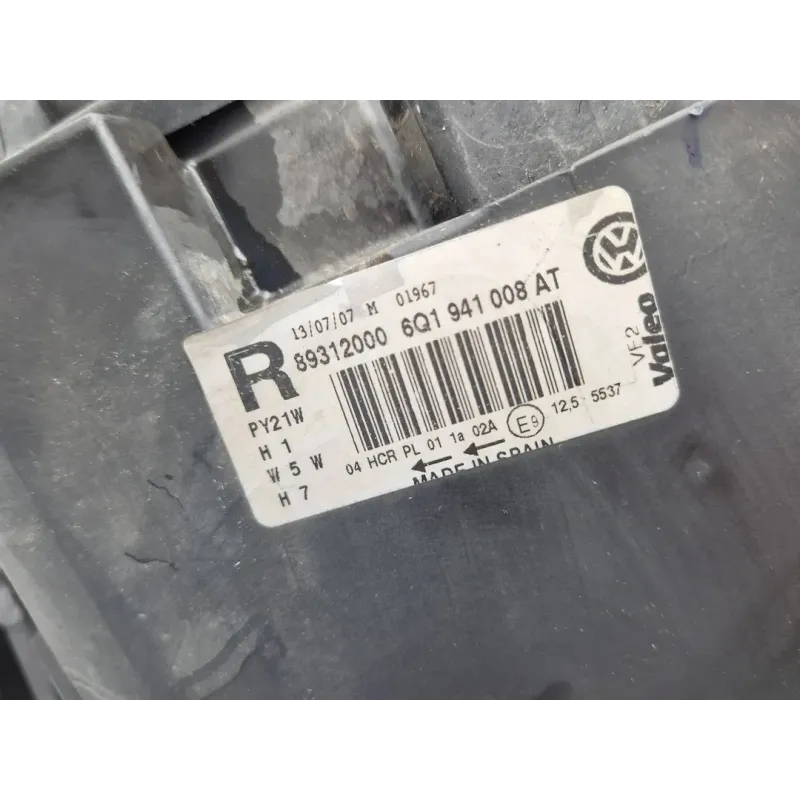 13/07/07 M 01967
R 89312000 6Q1 941 008 AT
PY21W
H 1
W 5 W
H 7
04 HCR PL 01 1a 02A E9 12,5 5537
MADE IN SPAIN
VF2
Valeo